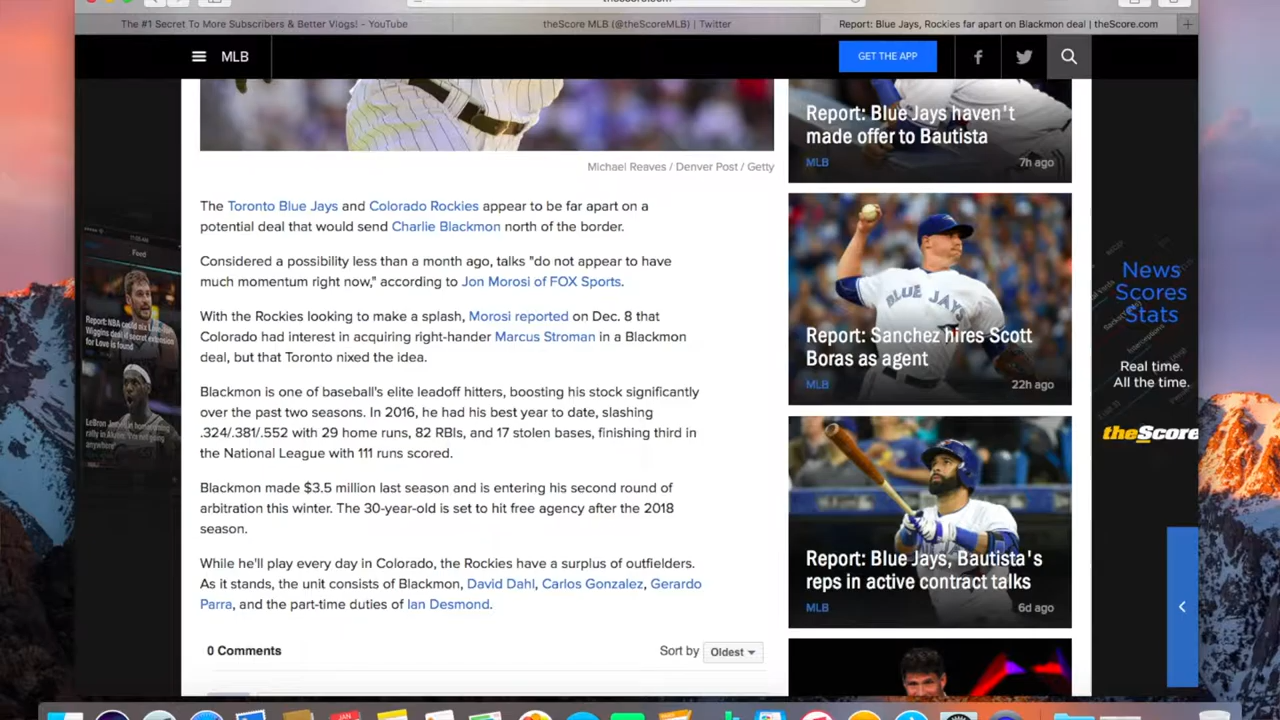 theScore.com
The #1 Secret To More Subscribers & Better Vlogs! - YouTube
theScore MLB (@theScoreMLB) | Twitter
Report: Blue Jays, Rockies far apart on Blackmon deal | theScore.com
MLB
GET THE APP
Michael Reaves / Denver Post / Getty
The Toronto Blue Jays and Colorado Rockies appear to be far apart on a
potential deal that would send Charlie Blackmon north of the border.
Considered a possibility less than a month ago, talks "do not appear to have
much momentum right now," according to Jon Morosi of FOX Sports.
With the Rockies looking to make a splash, Morosi reported on Dec. 8 that
Colorado had interest in acquiring right-hander Marcus Stroman in a Blackmon
deal, but that Toronto nixed the idea.
Blackmon is one of baseball's elite leadoff hitters, boosting his stock significantly
over the past two seasons. In 2016, he had his best year to date, slashing
.324/.381/.552 with 29 home runs, 82 RBIs, and 17 stolen bases, finishing third in
the National League with 111 runs scored.
Blackmon made $3.5 million last season and is entering his second round of
arbitration this winter. The 30-year-old is set to hit free agency after the 2018
season.
While he'll play every day in Colorado, the Rockies have a surplus of outfielders.
As it stands, the unit consists of Blackmon, David Dahl, Carlos Gonzalez, Gerardo
Parra, and the part-time duties of Ian Desmond.
0 Comments
Sort by Oldest
Report: Blue Jays haven't
made offer to Bautista
MLB
7h ago
BLUE JAYS
Report: Sanchez hires Scott
Boras as agent
MLB
22h ago
Report: Blue Jays, Bautista's
reps in active contract talks
MLB
6d ago
News
Scores
Stats
Real time.
All the time.
theScore
Feed
for Love is found
JAN